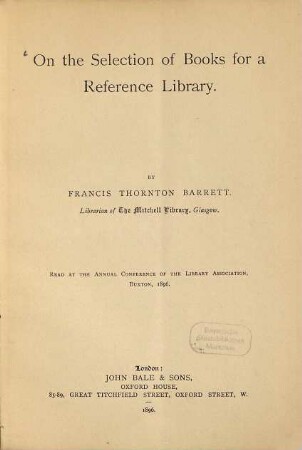 On the Selection of Books for a
Reference Library.
BY
FRANCIS THORNTON BARRETT.
Librarian of The Mitchell Library, Glasgow.
READ AT THE ANNUAL CONFERENCE OF THE LIBRARY ASSOCIATION,
BUXTON, 1896.
London:
JOHN BALE & SONS,
OXFORD HOUSE,
83-89, GREAT TITCHFIELD STREET, OXFORD STREET, W.
—
1896.